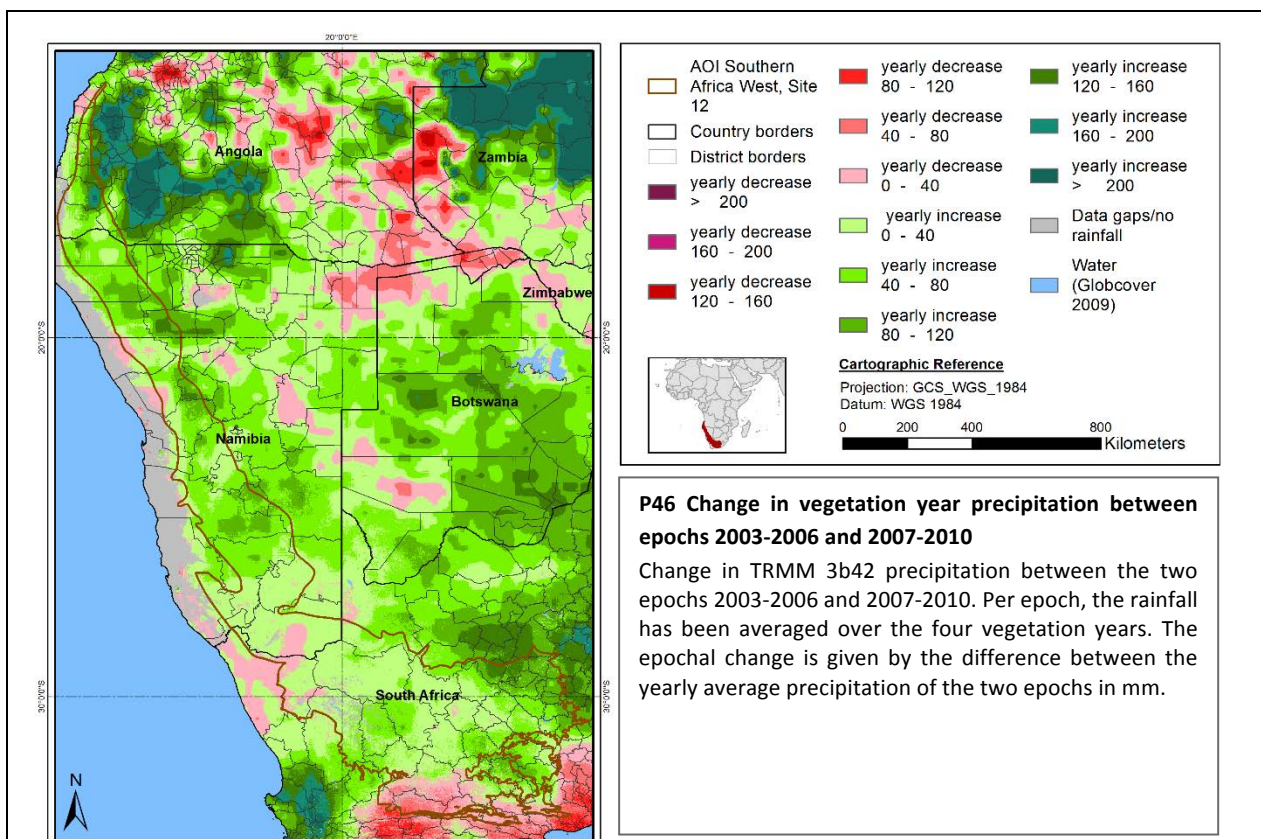 20°0'0"E
Angola
Zambia
Zimbabwe
20°0'0"S
20°0'0"S
Botswana
Namibia
South Africa
30°0'0"S
30°0'0"S
N
AOI Southern
Africa West, Site
12
Country borders
District borders
yearly decrease
> 200
yearly decrease
160 - 200
yearly decrease
120 - 160
yearly decrease
80 - 120
yearly decrease
40 - 80
yearly decrease
0 - 40
yearly increase
0 - 40
yearly increase
40 - 80
yearly increase
80 - 120
yearly increase
120 - 160
yearly increase
160 - 200
yearly increase
> 200
Data gaps/no
rainfall
Water
(Globcover
2009)
Cartographic Reference
Projection: GCS_WGS_1984
Datum: WGS 1984
0 200 400 800
Kilometers
P46 Change in vegetation year precipitation between
epochs 2003-2006 and 2007-2010
Change in TRMM 3b42 precipitation between the two
epochs 2003-2006 and 2007-2010. Per epoch, the rainfall
has been averaged over the four vegetation years. The
epochal change is given by the difference between the
yearly average precipitation of the two epochs in mm.